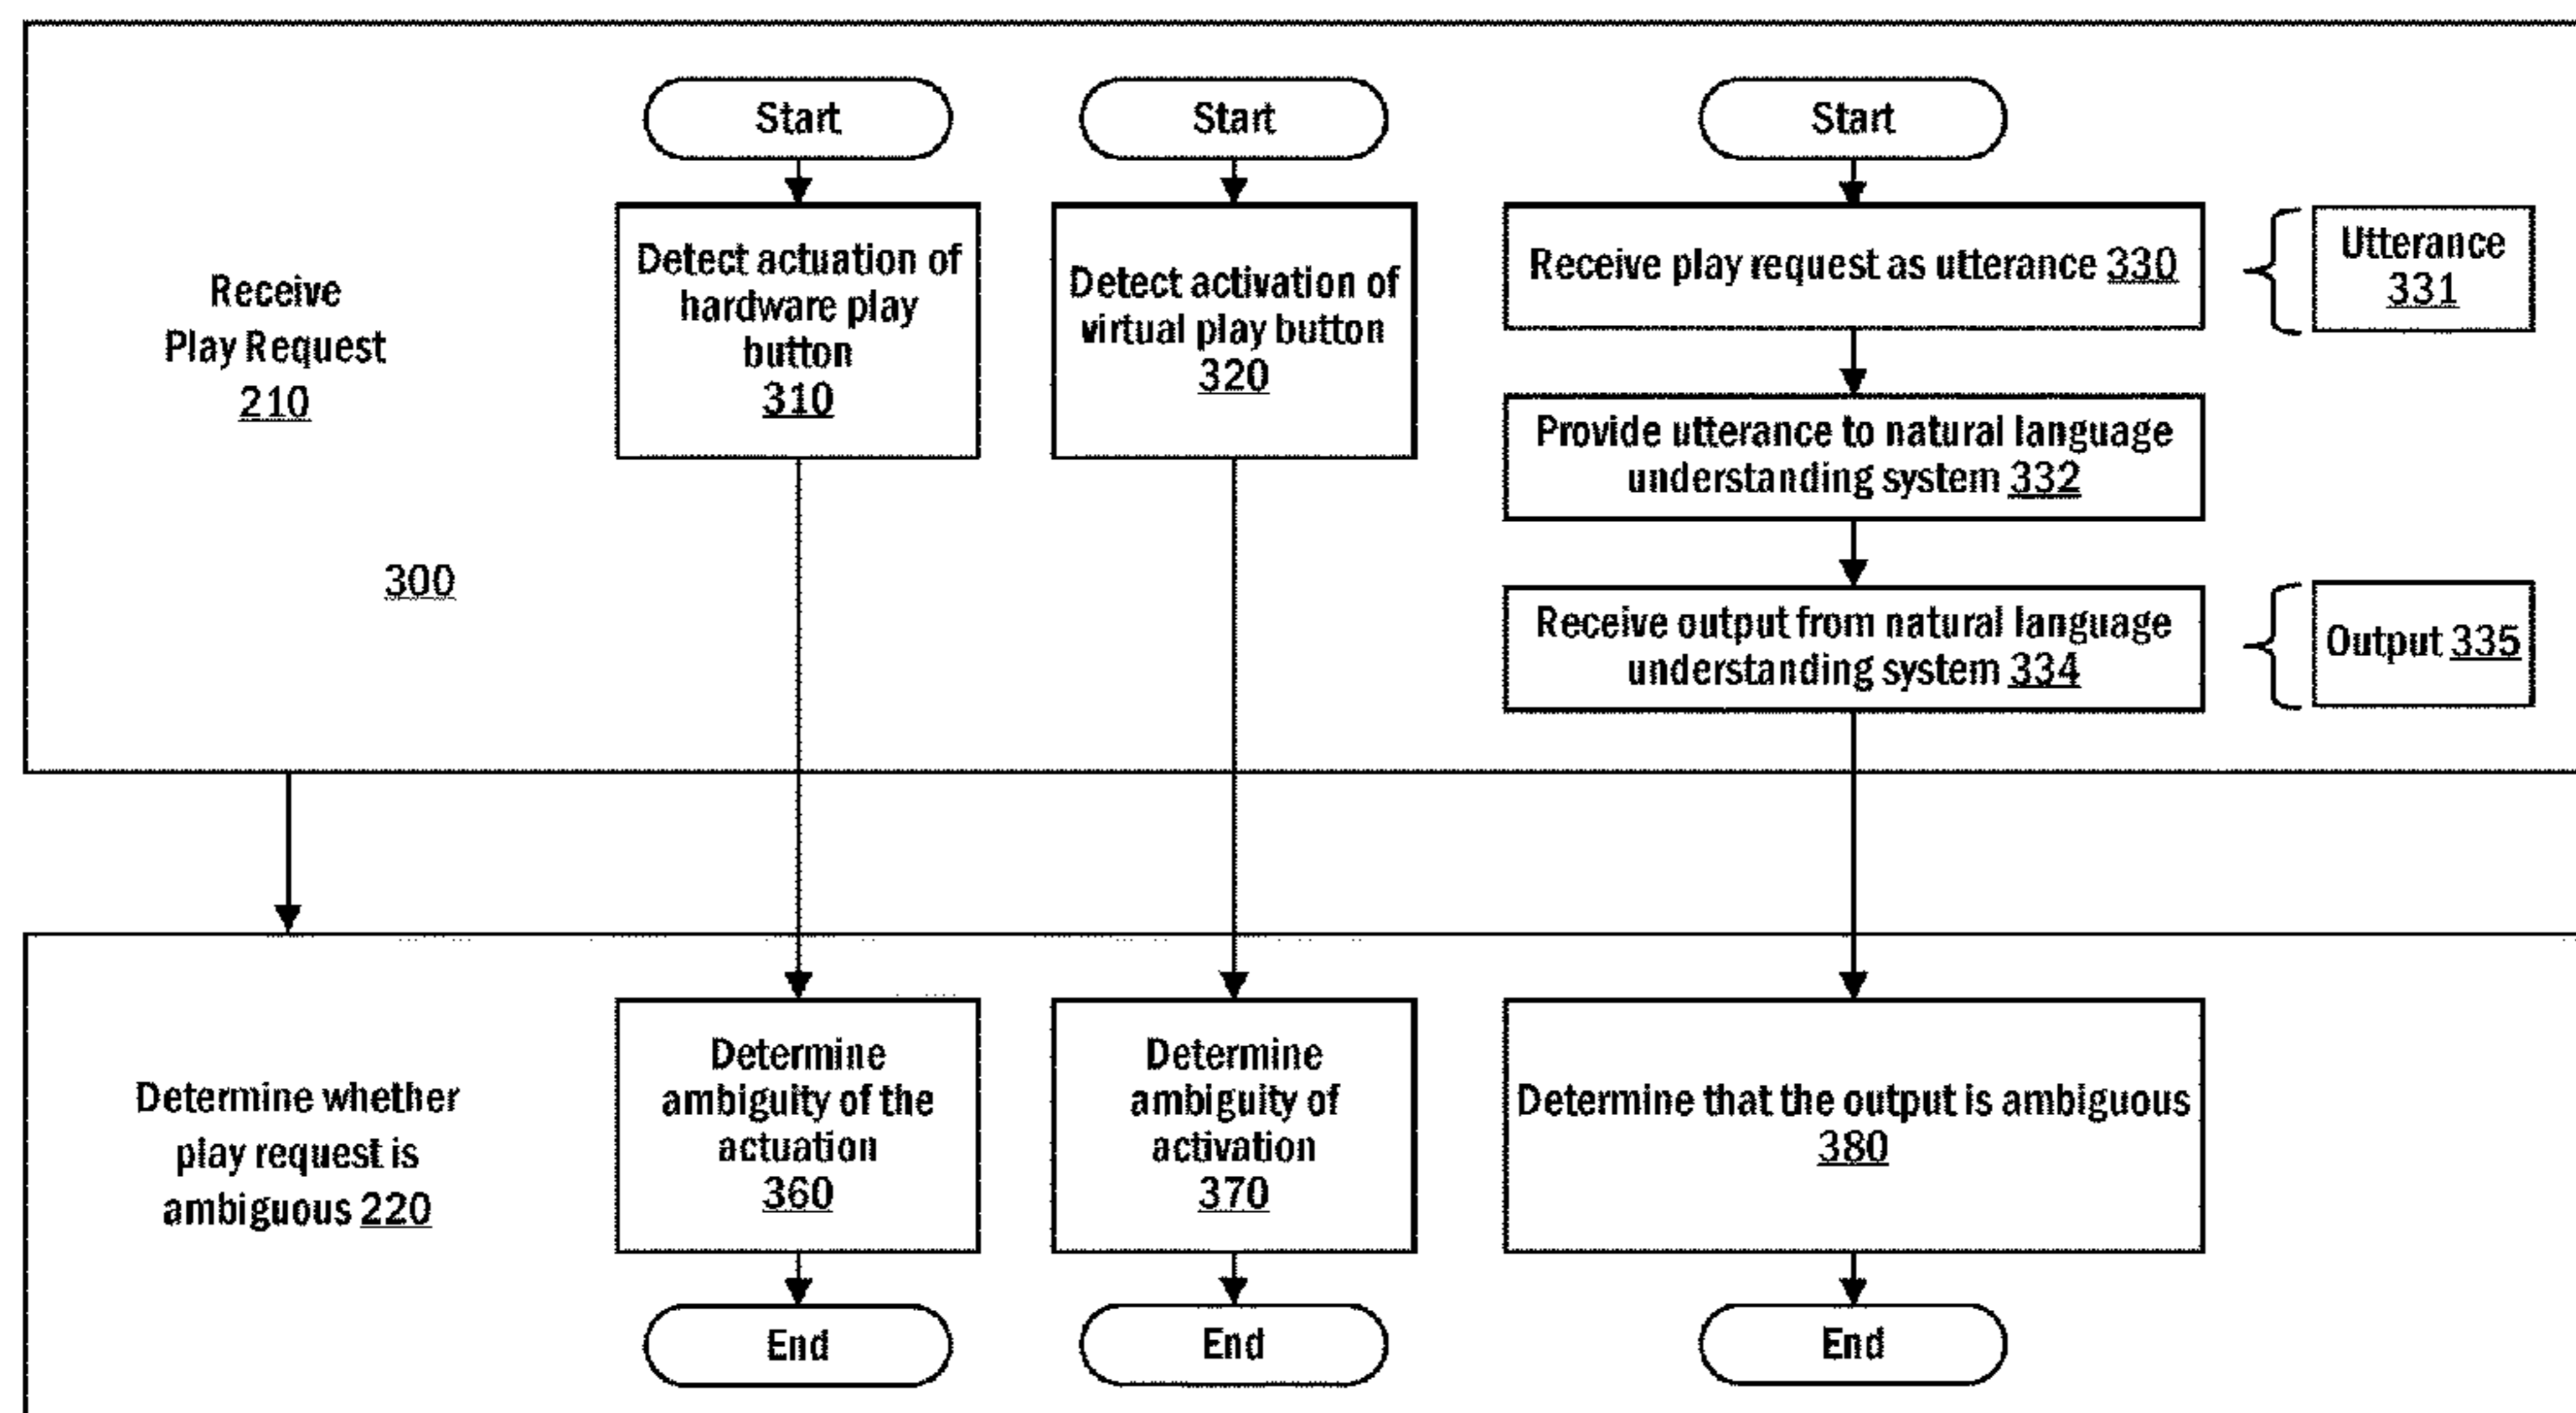 Start
Start
Start
Receive
Play Request
210
300
Detect actuation of
hardware play
button
310
Detect activation of
virtual play button
320
Receive play request as utterance 330
Utterance
331
Provide utterance to natural language
understanding system 332
Receive output from natural language
understanding system 334
Output 335
Determine whether
play request is
ambiguous 220
Determine
ambiguity of the
actuation
360
Determine
ambiguity of
activation
370
Determine that the output is ambiguous
380
End
End
End